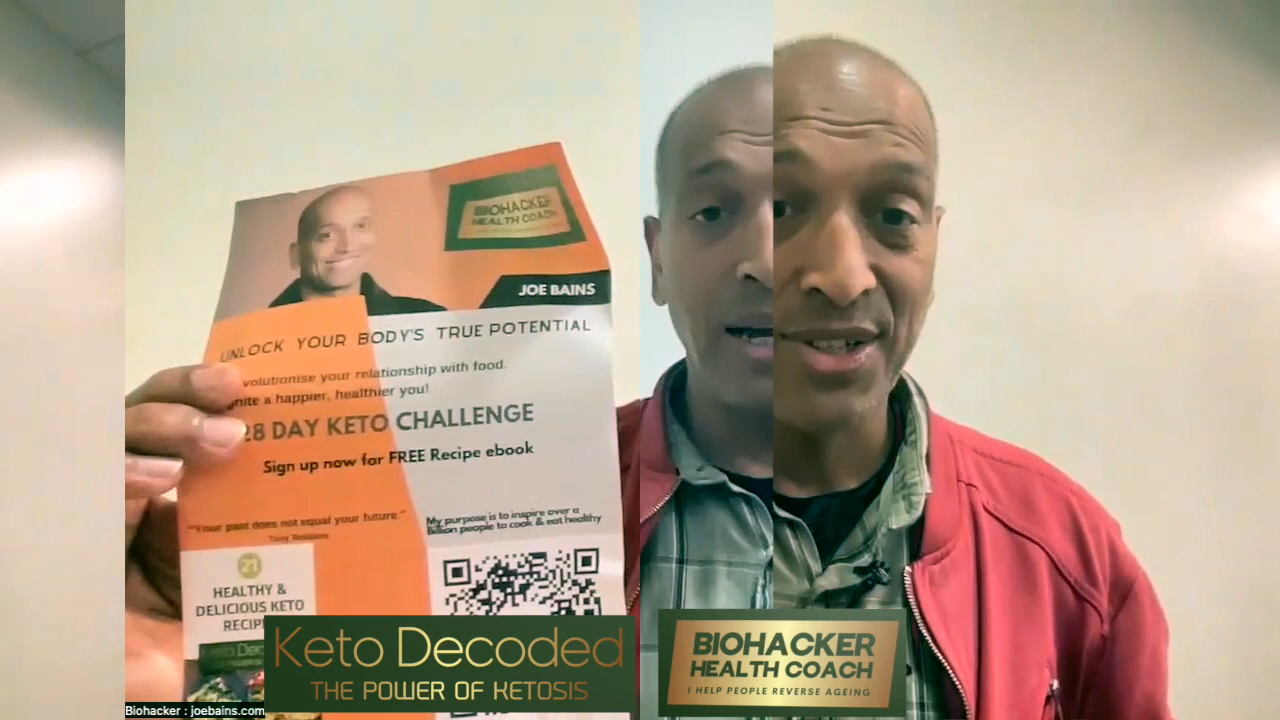 BIOHACKER
HEALTH COACH
JOE BAINS
UNLOCK YOUR BODY'S TRUE POTENTIAL
volutionise your relationship with food.
nite a happier, healthier you!
28 DAY KETO CHALLENGE
Sign up now for FREE Recipe ebook
"Your past does not equal your future."
Tony Robbins
My purpose is to inspire over a
Billion people to cook & eat healthy
21
HEALTHY &
DELICIOUS KETO
RECIP
Keto Decoded
THE POWER OF KETOSIS
BIOHACKER
HEALTH COACH
I HELP PEOPLE REVERSE AGEING
Biohacker : joebains.com